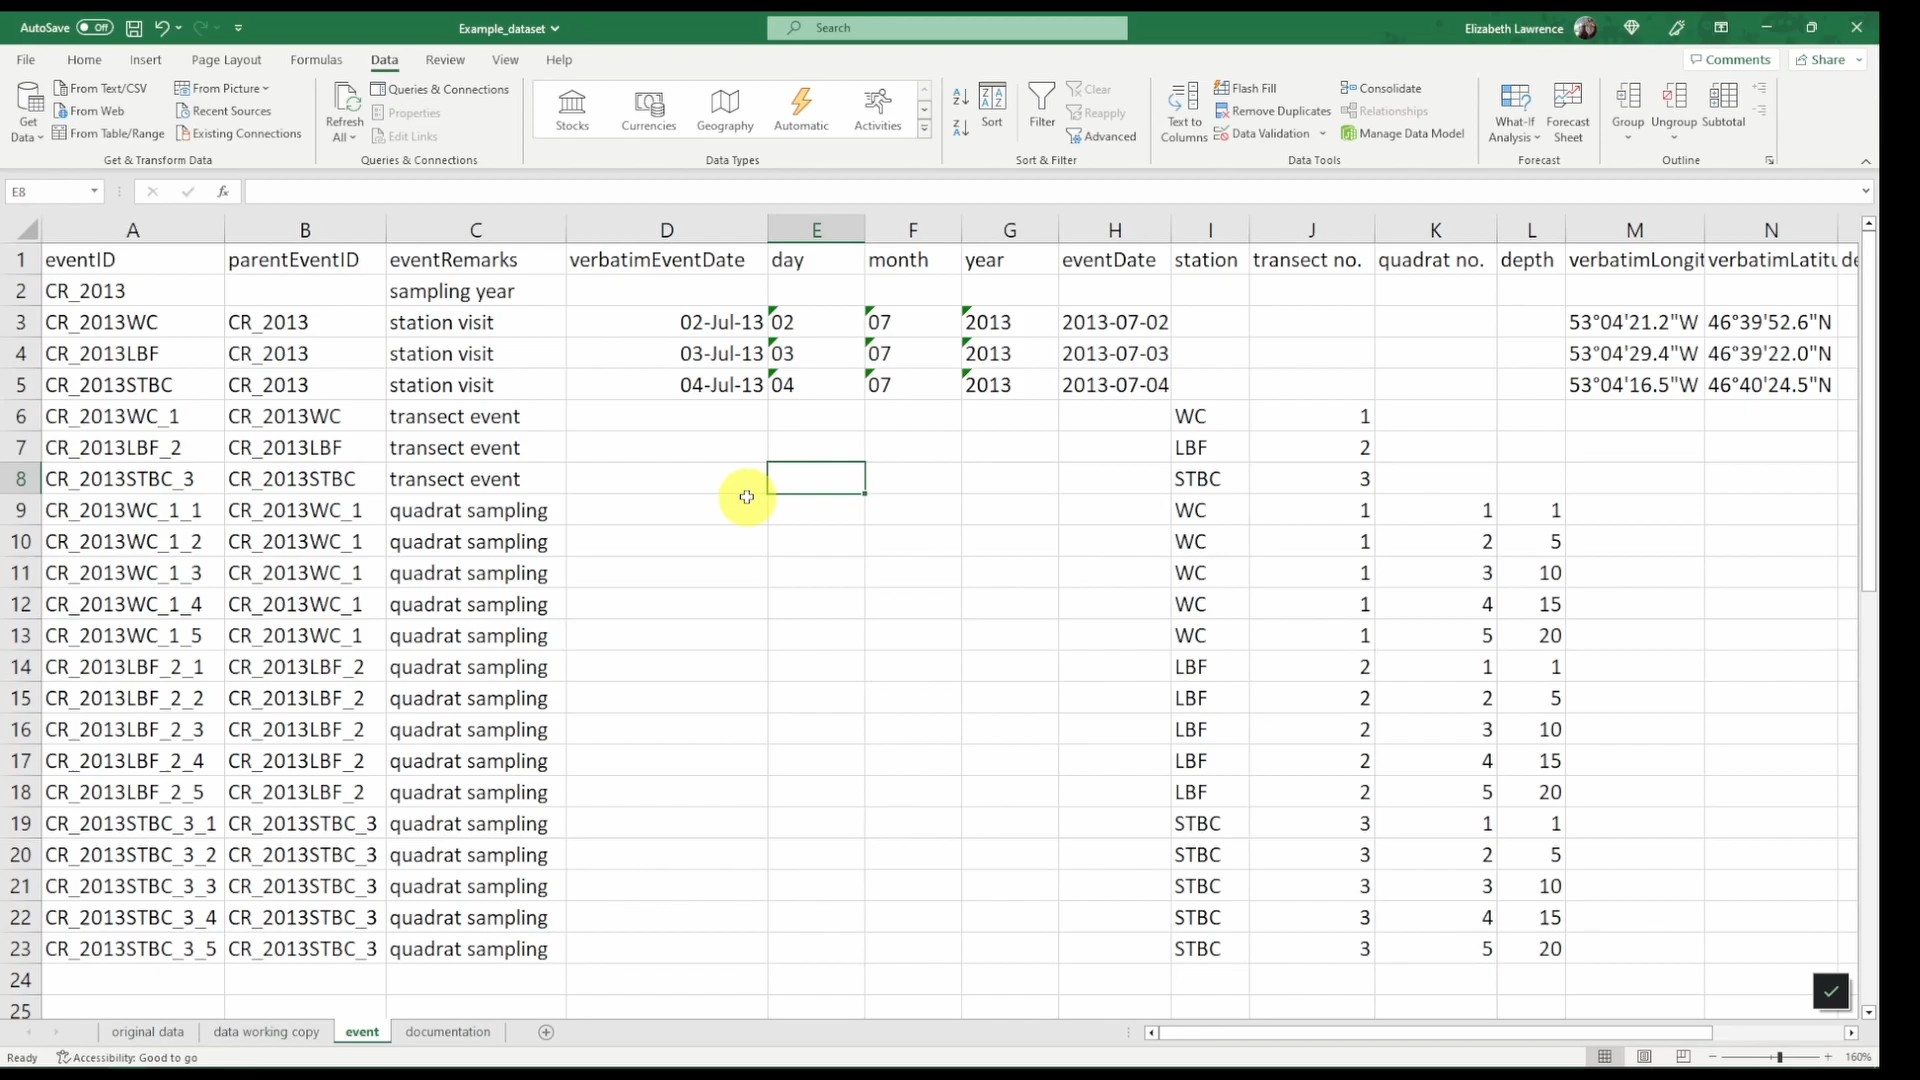 AutoSave Off Example_dataset Search Elizabeth Lawrence
File Home Insert Page Layout Formulas Data Review View Help Comments Share
Get Data From Text/CSV From Web From Table/Range From Picture Recent Sources Existing Connections
Get & Transform Data
Refresh All Queries & Connections Properties Edit Links
Queries & Connections
Stocks Currencies Geography Automatic Activities
Data Types
Sort Filter Clear Reapply Advanced
Sort & Filter
Text to Columns Flash Fill Remove Duplicates Data Validation Consolidate Relationships Manage Data Model
Data Tools
What-If Analysis Forecast Sheet
Forecast
Group Ungroup Subtotal
Outline
E8 fx
A B C D E F G H I J K L M N
1 eventID parentEventID eventRemarks verbatimEventDate day month year eventDate station transect no. quadrat no. depth verbatimLongit verbatimLatitu de
2 CR_2013 sampling year
3 CR_2013WC CR_2013 station visit 02-Jul-13 02 07 2013 2013-07-02 53°04'21.2"W 46°39'52.6"N
4 CR_2013LBF CR_2013 station visit 03-Jul-13 03 07 2013 2013-07-03 53°04'29.4"W 46°39'22.0"N
5 CR_2013STBC CR_2013 station visit 04-Jul-13 04 07 2013 2013-07-04 53°04'16.5"W 46°40'24.5"N
6 CR_2013WC_1 CR_2013WC transect event WC 1
7 CR_2013LBF_2 CR_2013LBF transect event LBF 2
8 CR_2013STBC_3 CR_2013STBC transect event STBC 3
9 CR_2013WC_1_1 CR_2013WC_1 quadrat sampling WC 1 1 1
10 CR_2013WC_1_2 CR_2013WC_1 quadrat sampling WC 1 2 5
11 CR_2013WC_1_3 CR_2013WC_1 quadrat sampling WC 1 3 10
12 CR_2013WC_1_4 CR_2013WC_1 quadrat sampling WC 1 4 15
13 CR_2013WC_1_5 CR_2013WC_1 quadrat sampling WC 1 5 20
14 CR_2013LBF_2_1 CR_2013LBF_2 quadrat sampling LBF 2 1 1
15 CR_2013LBF_2_2 CR_2013LBF_2 quadrat sampling LBF 2 2 5
16 CR_2013LBF_2_3 CR_2013LBF_2 quadrat sampling LBF 2 3 10
17 CR_2013LBF_2_4 CR_2013LBF_2 quadrat sampling LBF 2 4 15
18 CR_2013LBF_2_5 CR_2013LBF_2 quadrat sampling LBF 2 5 20
19 CR_2013STBC_3_1 CR_2013STBC_3 quadrat sampling STBC 3 1 1
20 CR_2013STBC_3_2 CR_2013STBC_3 quadrat sampling STBC 3 2 5
21 CR_2013STBC_3_3 CR_2013STBC_3 quadrat sampling STBC 3 3 10
22 CR_2013STBC_3_4 CR_2013STBC_3 quadrat sampling STBC 3 4 15
23 CR_2013STBC_3_5 CR_2013STBC_3 quadrat sampling STBC 3 5 20
24
25
original data data working copy event documentation
Ready Accessibility: Good to go 160%